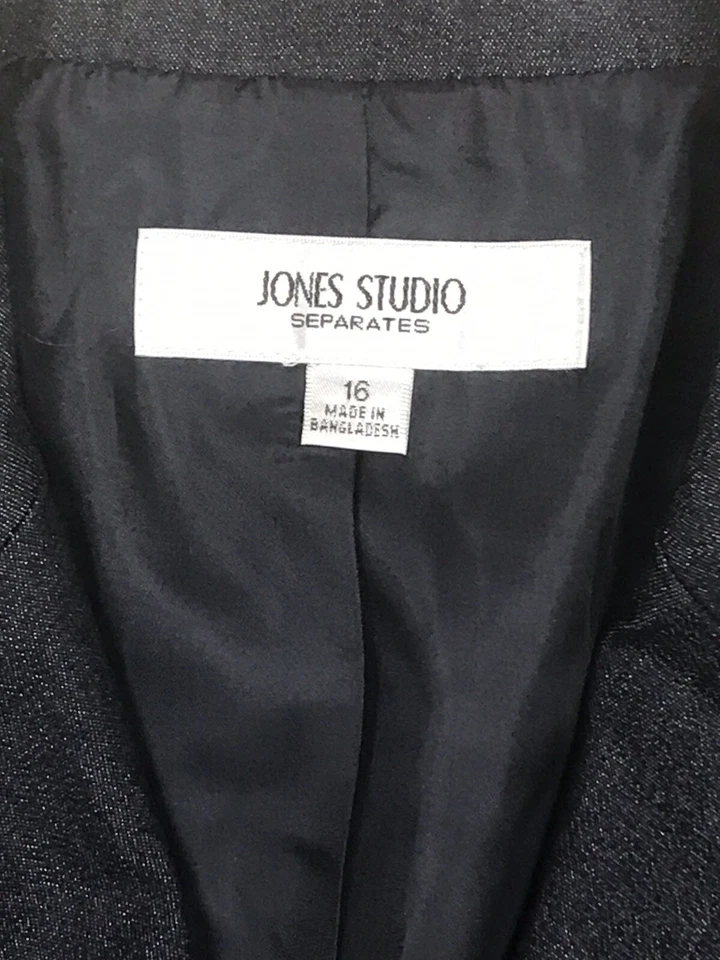 JONES STUDIO
SEPARATES
16
MADE IN
BANGLADESH